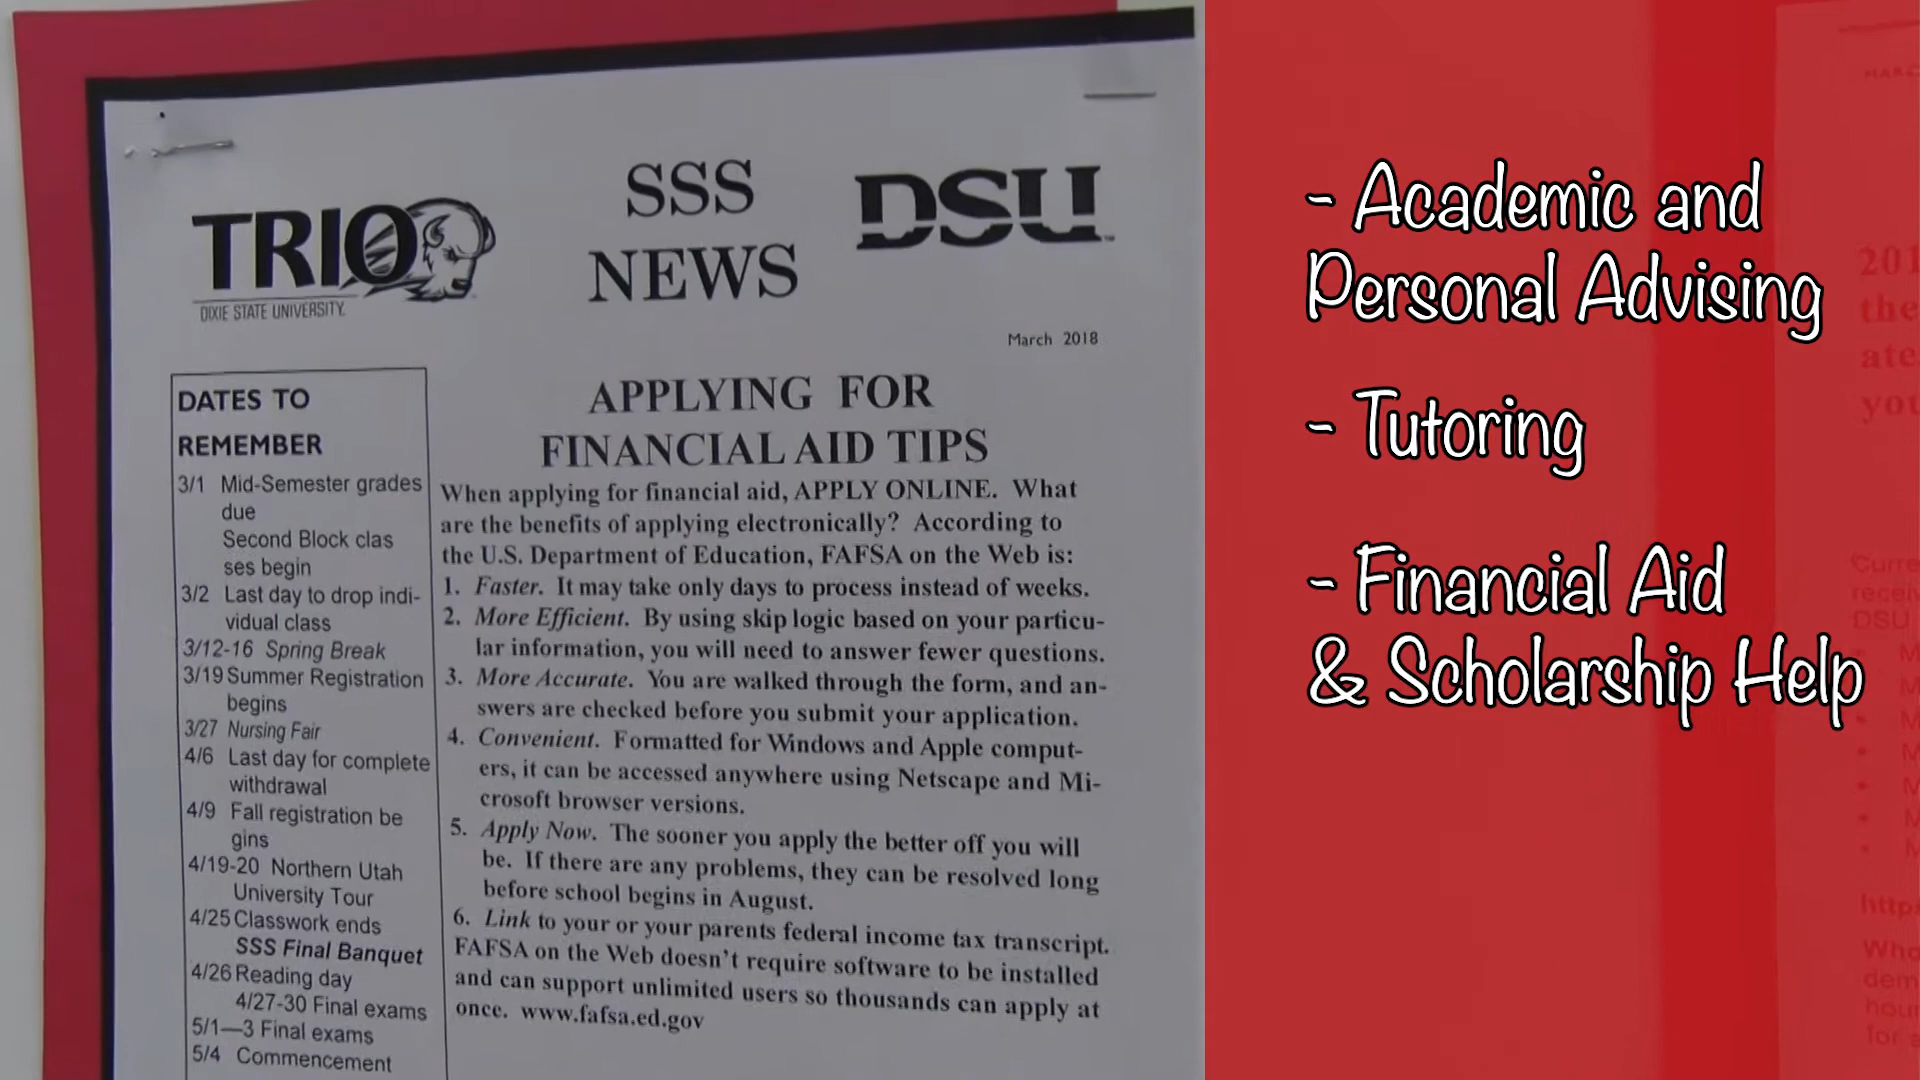 TRIO
DIXIE STATE UNIVERSITY.
SSS
NEWS
DSU
March 2018
DATES TO
REMEMBER
3/1 Mid-Semester grades
due
Second Block clas
ses begin
3/2 Last day to drop indi-
vidual class
3/12-16 Spring Break
3/19 Summer Registration
begins
3/27 Nursing Fair
4/6 Last day for complete
withdrawal
4/9 Fall registration be
gins
4/19-20 Northern Utah
University Tour
4/25 Classwork ends
SSS Final Banquet
4/26 Reading day
4/27-30 Final exams
5/1—3 Final exams
5/4 Commencement
APPLYING FOR
FINANCIAL AID TIPS
When applying for financial aid, APPLY ONLINE. What
are the benefits of applying electronically? According to
the U.S. Department of Education, FAFSA on the Web is:
1. Faster. It may take only days to process instead of weeks.
2. More Efficient. By using skip logic based on your particu-
lar information, you will need to answer fewer questions.
3. More Accurate. You are walked through the form, and an-
swers are checked before you submit your application.
4. Convenient. Formatted for Windows and Apple comput-
ers, it can be accessed anywhere using Netscape and Mi-
crosoft browser versions.
5. Apply Now. The sooner you apply the better off you will
be. If there are any problems, they can be resolved long
before school begins in August.
6. Link to your or your parents federal income tax transcript.
FAFSA on the Web doesn't require software to be installed
and can support unlimited users so thousands can apply at
once. www.fafsa.ed.gov
- Academic and
Personal Advising
- Tutoring
- Financial Aid
& Scholarship Help
the
you
DSU